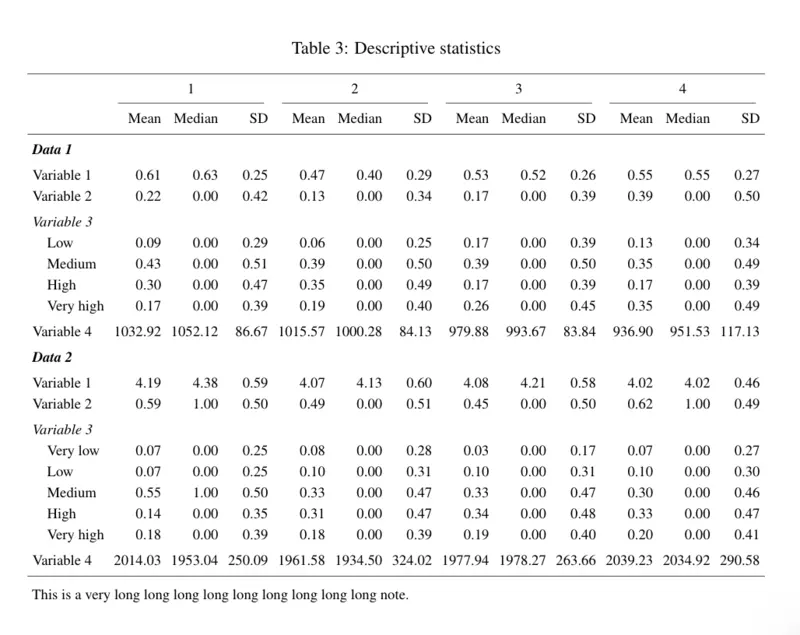 Table 3: Descriptive statistics
1 2 3 4
Mean Median SD Mean Median SD Mean Median SD Mean Median SD
Data 1
Variable 1 0.61 0.63 0.25 0.47 0.40 0.29 0.53 0.52 0.26 0.55 0.55 0.27
Variable 2 0.22 0.00 0.42 0.13 0.00 0.34 0.17 0.00 0.39 0.39 0.00 0.50
Variable 3
Low 0.09 0.00 0.29 0.06 0.00 0.25 0.17 0.00 0.39 0.13 0.00 0.34
Medium 0.43 0.00 0.51 0.39 0.00 0.50 0.39 0.00 0.50 0.35 0.00 0.49
High 0.30 0.00 0.47 0.35 0.00 0.49 0.17 0.00 0.39 0.17 0.00 0.39
Very high 0.17 0.00 0.39 0.19 0.00 0.40 0.26 0.00 0.45 0.35 0.00 0.49
Variable 4 1032.92 1052.12 86.67 1015.57 1000.28 84.13 979.88 993.67 83.84 936.90 951.53 117.13
Data 2
Variable 1 4.19 4.38 0.59 4.07 4.13 0.60 4.08 4.21 0.58 4.02 4.02 0.46
Variable 2 0.59 1.00 0.50 0.49 0.00 0.51 0.45 0.00 0.50 0.62 1.00 0.49
Variable 3
Very low 0.07 0.00 0.25 0.08 0.00 0.28 0.03 0.00 0.17 0.07 0.00 0.27
Low 0.07 0.00 0.25 0.10 0.00 0.31 0.10 0.00 0.31 0.10 0.00 0.30
Medium 0.55 1.00 0.50 0.33 0.00 0.47 0.33 0.00 0.47 0.30 0.00 0.46
High 0.14 0.00 0.35 0.31 0.00 0.47 0.34 0.00 0.48 0.33 0.00 0.47
Very high 0.18 0.00 0.39 0.18 0.00 0.39 0.19 0.00 0.40 0.20 0.00 0.41
Variable 4 2014.03 1953.04 250.09 1961.58 1934.50 324.02 1977.94 1978.27 263.66 2039.23 2034.92 290.58
This is a very long long long long long long long long long note.